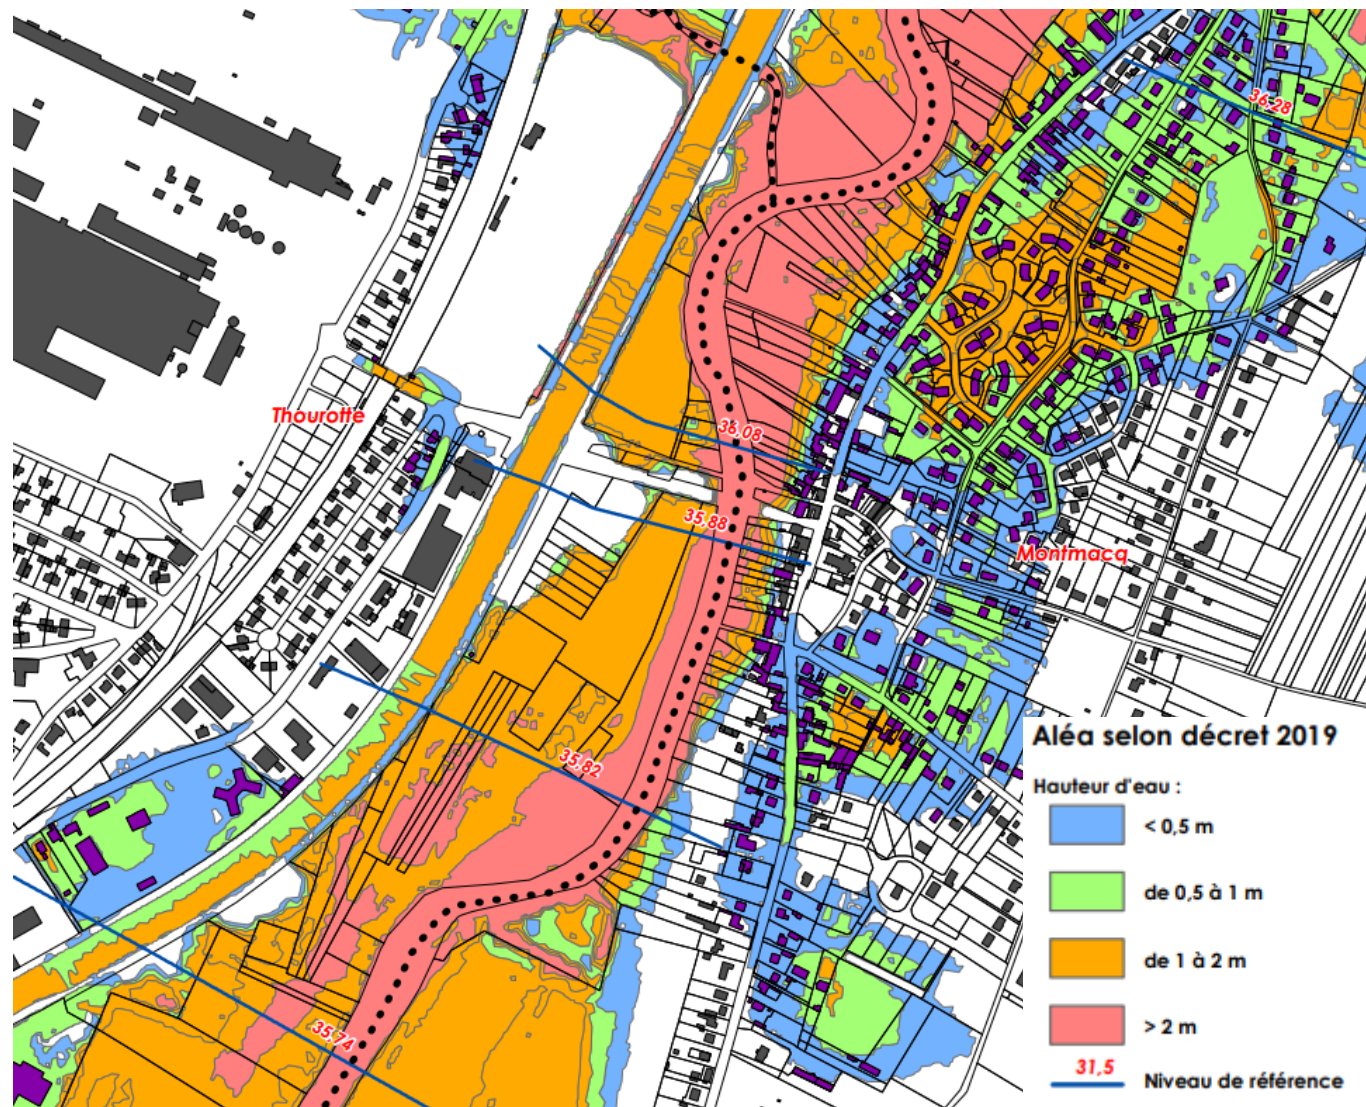 36,28
Thourotte
36,08
35,88
Montmacq
35,82
35,74
Aléa selon décret 2019
Hauteur d'eau :
< 0,5 m
de 0,5 à 1 m
de 1 à 2 m
> 2 m
31,5
Niveau de référence